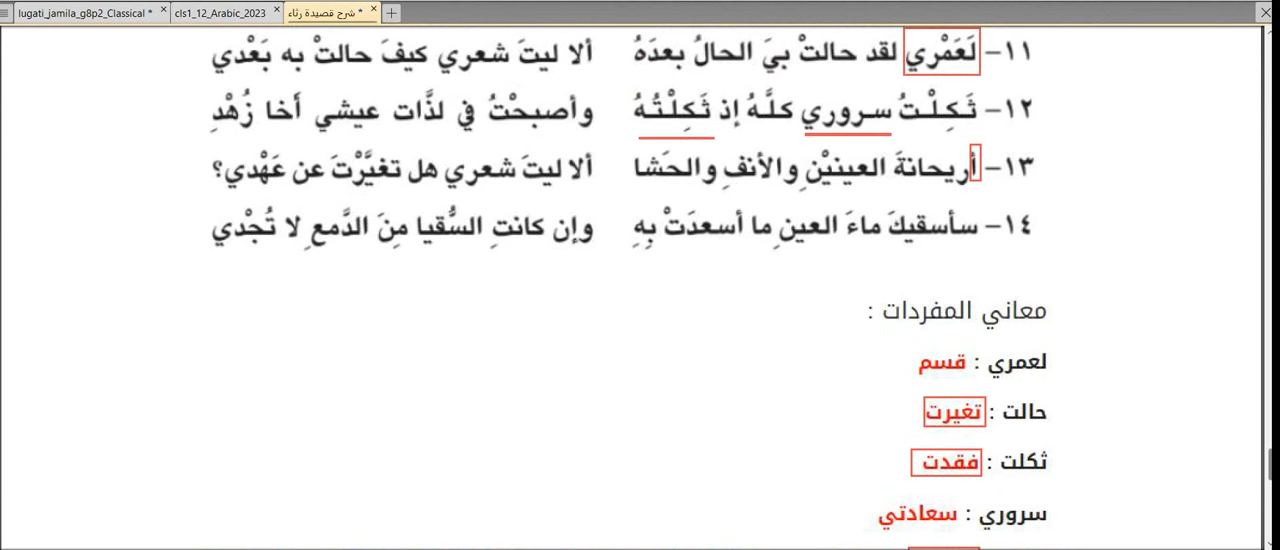 lugati_jamila_g8p2_Classical * × cls1_12_Arabic_2023 × شرح قصيدة رثاء * × +
١١- لَعَمْري لقد حالتْ بيَ الحالُ بعدَهُ ألا ليتَ شعري كيفَ حالتْ به بَعْدي
١٢- ثَكِلْتُ سروري كلَّهُ إذ ثَكِلْتُهُ وأصبحْتُ في لذَّات عيشي أَخا زُهْدِ
١٣- أريحانةَ العينيْنِ والأنفِ والحَشا ألا ليتَ شعري هل تغيَّرْتَ عن عَهْدي؟
١٤- سأسقيكَ ماءَ العينِ ما أسعدَتْ بِهِ وإن كانتِ السُّقيا مِنَ الدَّمعِ لا تُجْدي
معاني المفردات :
لعمري : قسم
حالت : تغيرت
ثكلت : فقدت
سروري : سعادتي